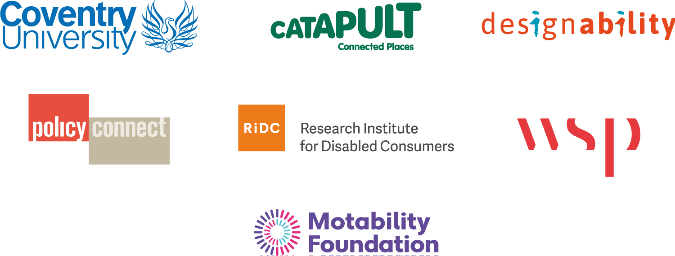 Coventry
University
CATAPULT
Connected Places
designability
policy connect
RiDC
Research Institute
for Disabled Consumers
wsp
Motability
Foundation